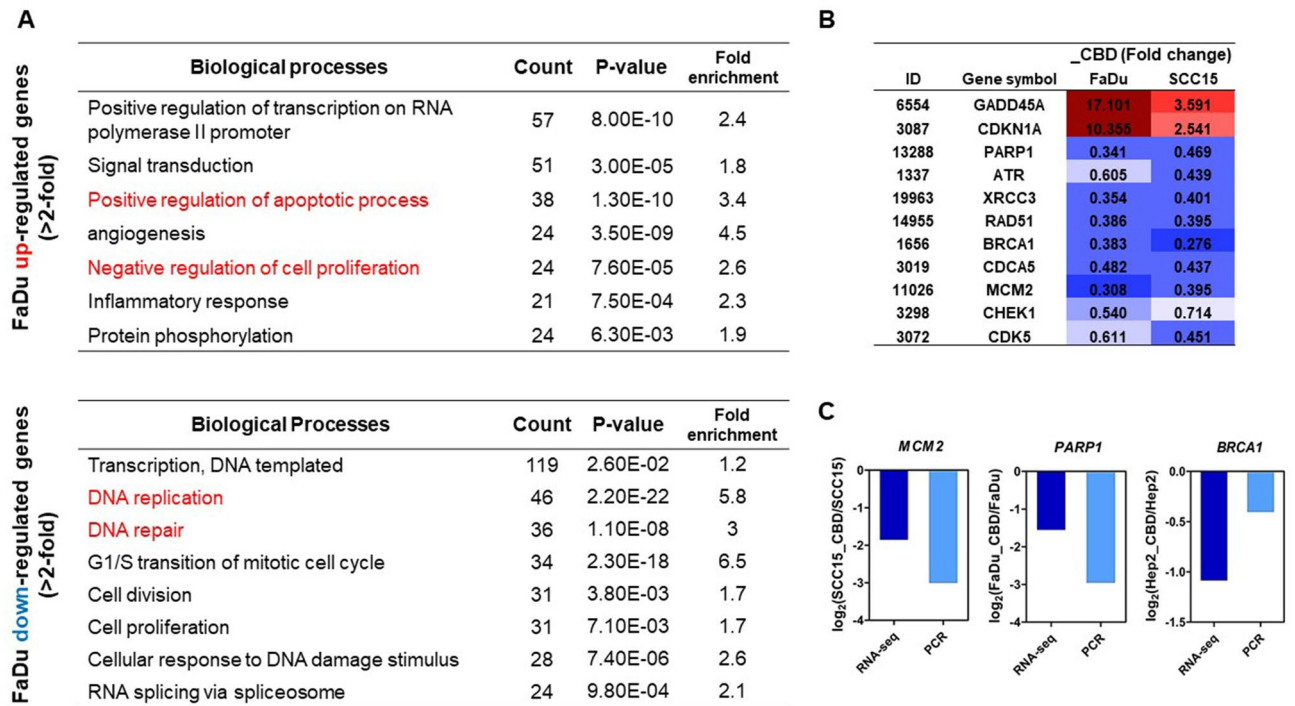 A
FaDu up-regulated genes
(>2-fold)
Biological processes Count P-value Fold enrichment
Positive regulation of transcription on RNA polymerase II promoter 57 8.00E-10 2.4
Signal transduction 51 3.00E-05 1.8
Positive regulation of apoptotic process 38 1.30E-10 3.4
angiogenesis 24 3.50E-09 4.5
Negative regulation of cell proliferation 24 7.60E-05 2.6
Inflammatory response 21 7.50E-04 2.3
Protein phosphorylation 24 6.30E-03 1.9
FaDu down-regulated genes
(>2-fold)
Biological Processes Count P-value Fold enrichment
Transcription, DNA templated 119 2.60E-02 1.2
DNA replication 46 2.20E-22 5.8
DNA repair 36 1.10E-08 3
G1/S transition of mitotic cell cycle 34 2.30E-18 6.5
Cell division 31 3.80E-03 1.7
Cell proliferation 31 7.10E-03 1.7
Cellular response to DNA damage stimulus 28 7.40E-06 2.6
RNA splicing via spliceosome 24 9.80E-04 2.1
B
_CBD (Fold change)
ID Gene symbol FaDu SCC15
6554 GADD45A 17.101 3.591
3087 CDKN1A 10.355 2.541
13288 PARP1 0.341 0.469
1337 ATR 0.605 0.439
19963 XRCC3 0.354 0.401
14955 RAD51 0.386 0.395
1656 BRCA1 0.383 0.276
3019 CDCA5 0.482 0.437
11026 MCM2 0.308 0.395
3298 CHEK1 0.540 0.714
3072 CDK5 0.611 0.451
C
MCM2
log2(SCC15_CBD/SCC15)
0
-1
-2
-3
-4
RNA-seq PCR
PARP1
log2(FaDu_CBD/FaDu)
0
-1
-2
-3
-4
RNA-seq PCR
BRCA1
log2(Hep2_CBD/Hep2)
0.0
-0.5
-1.0
-1.5
RNA-seq PCR